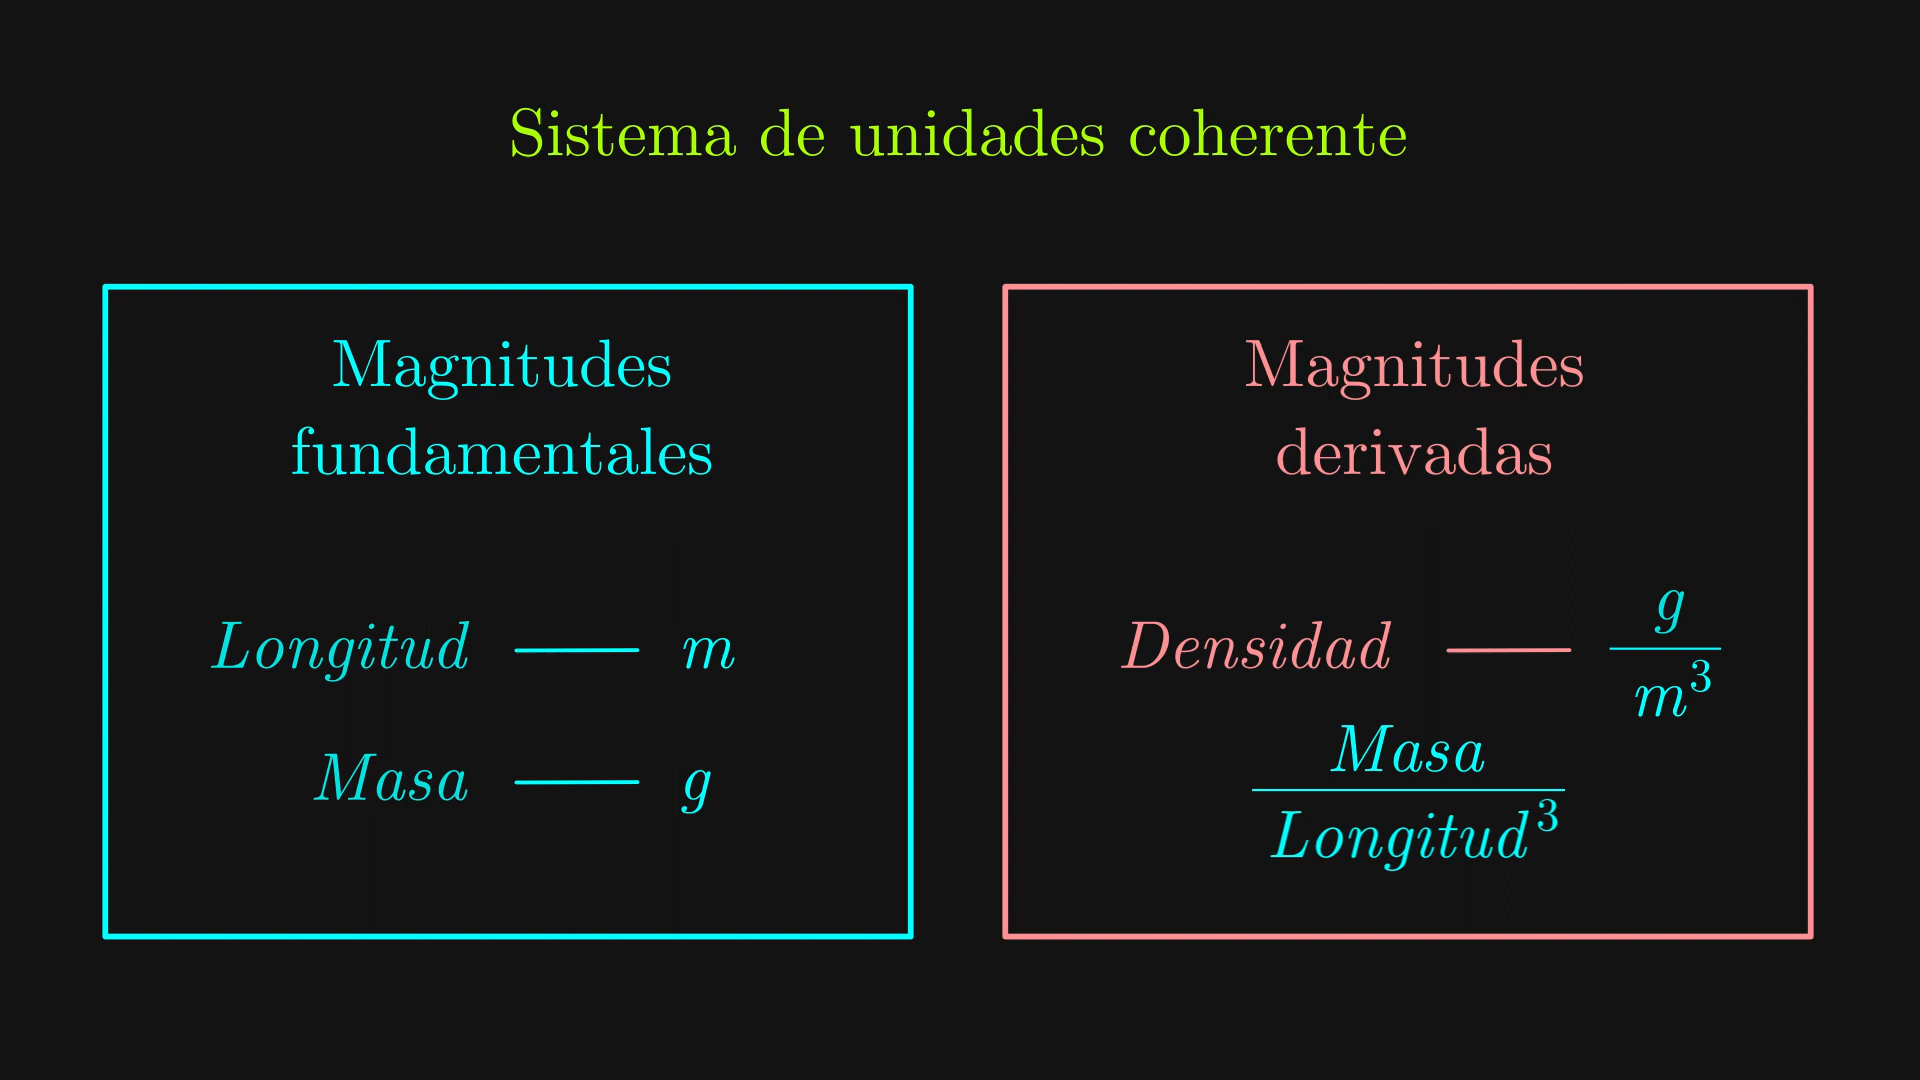 Sistema de unidades coherente
Magnitudes
fundamentales
Longitud — m
Masa — g
Magnitudes
derivadas
Densidad — g/m³
Masa
Longitud³